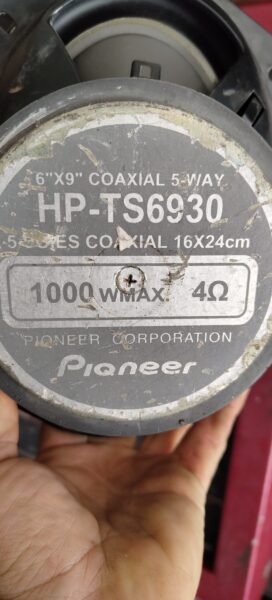 6"X9" COAXIAL 5-WAY
HP-TS6930
COAXIAL 16X24cm
1000 WMAX. 4Ω
PIONEER CORPORATION
Pioneer